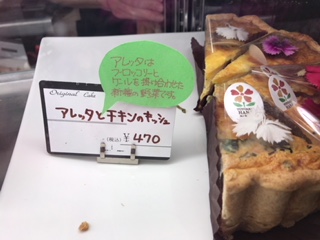 アレッタは
ブロッコリーと
ケールを掛け合わせた
新種の野菜です。
Original Cake
アレッタとチキンのキッシュ
(税込) ¥470